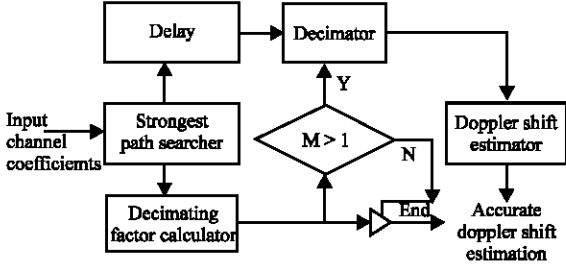 Delay
Decimator
Y
Input
channel
coefficiemts
Strongest
path searcher
M > 1
N
Doppler shift
estimator
Decimating
factor calculator
End
Accurate
doppler shift
estimation